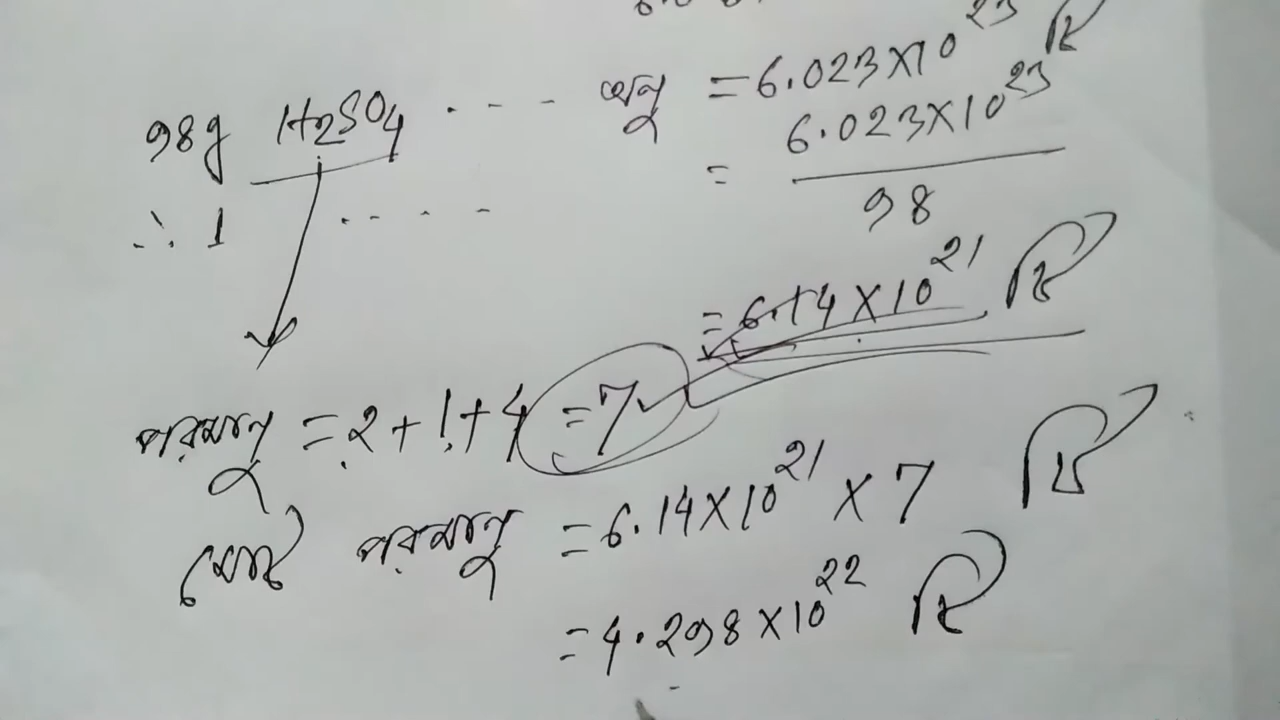 98g H2SO4 - - - অনু = 6.023×10^23 টি
∴ 1 - - - - = 6.023×10^23 / 98
= 6.14×10^21 টি
পরমানু = 2 + 1 + 4 = 7
মোট পরমানু = 6.14×10^21 × 7 টি
= 4.298×10^22 টি